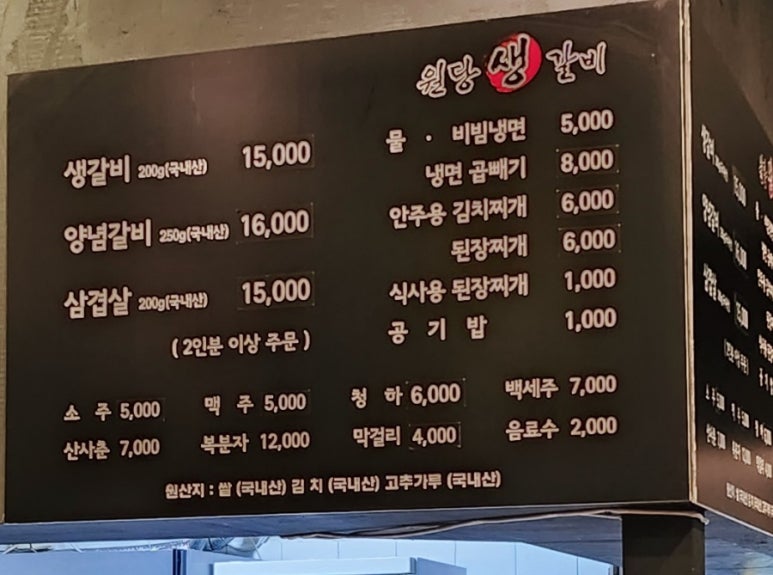 원당 생 갈비
생갈비 200g(국내산) 15,000
양념갈비 250g(국내산) 16,000
삼겹살 200g(국내산) 15,000
( 2인분 이상 주문 )
물 · 비빔냉면 5,000
냉면 곱빼기 8,000
안주용 김치찌개 6,000
된장찌개 6,000
식사용 된장찌개 1,000
공 기 밥 1,000
소 주 5,000 맥 주 5,000 청 하 6,000 백세주 7,000
산사춘 7,000 복분자 12,000 막걸리 4,000 음료수 2,000
원산지 : 쌀 (국내산) 김 치 (국내산) 고추가루 (국내산)